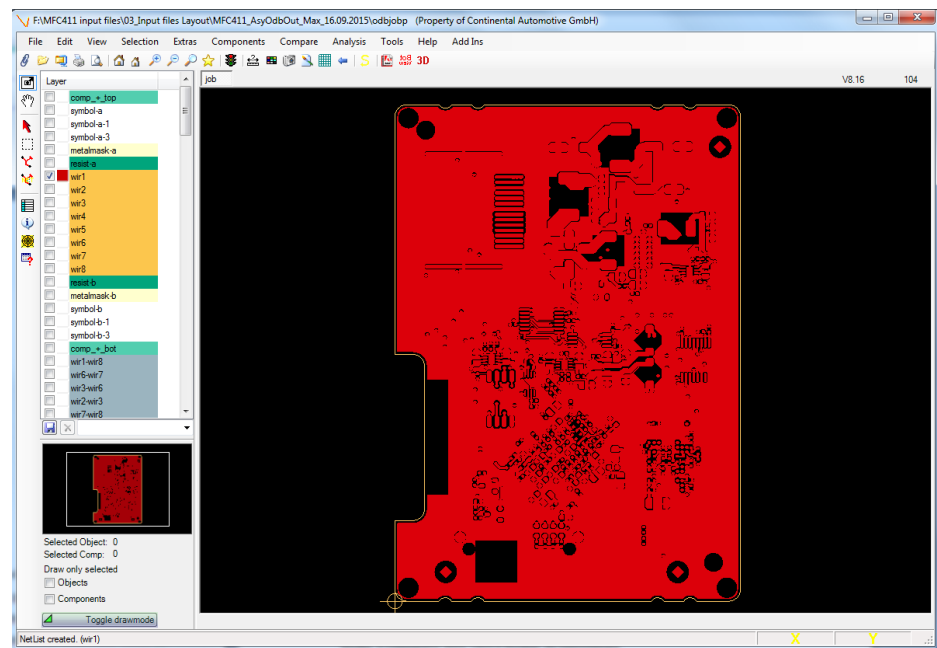 F:\MFC411 input files\03_Input files Layout\MFC411_AsyOdbOut_Max_16.09.2015\odbjobp (Property of Continental Automotive GmbH)
File Edit View Selection Extras Components Compare Analysis Tools Help Add Ins
3D
Layer
job
V8.16 104
comp_+_top
symbol-a
symbol-a-1
symbol-a-3
metalmask-a
resist-a
wir1
wir2
wir3
wir4
wir5
wir6
wir7
wir8
resist-b
metalmask-b
symbol-b
symbol-b-1
symbol-b-3
comp_+_bot
wir1-wir8
wir6-wir7
wir3-wir6
wir2-wir3
wir7-wir8
Selected Object: 0
Selected Comp: 0
Draw only selected
Objects
Components
Toggle drawmode
NetList created. (wir1)
X Y